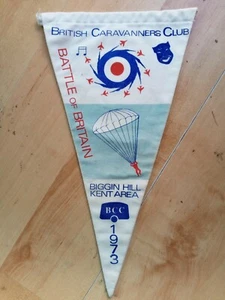 BRITISH CARAVANNERS CLUB
BATTLE OF BRITAIN
BIGGIN HILL
KENT AREA
BCC
1973